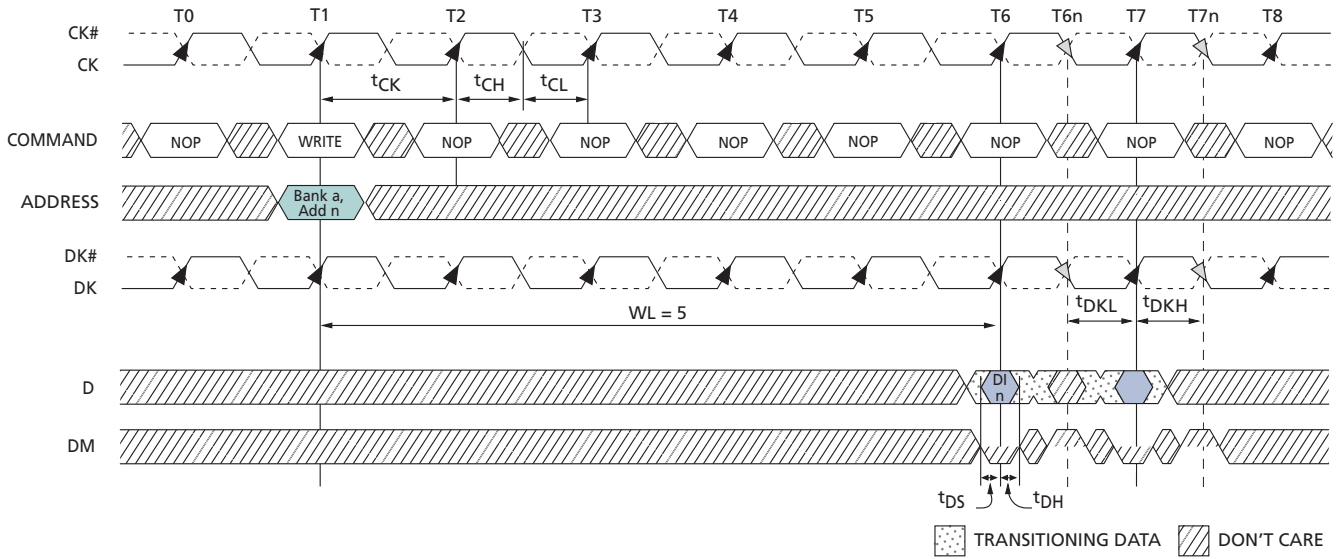 T0 T1 T2 T3 T4 T5 T6 T6n T7 T7n T8
CK#
CK
tCK tCH tCL
COMMAND NOP WRITE NOP NOP NOP NOP NOP NOP NOP
ADDRESS Bank a,
Add n
DK#
DK
tDKL tDKH
WL = 5
D DI
n
DM
tDS tDH
TRANSITIONING DATA DON'T CARE